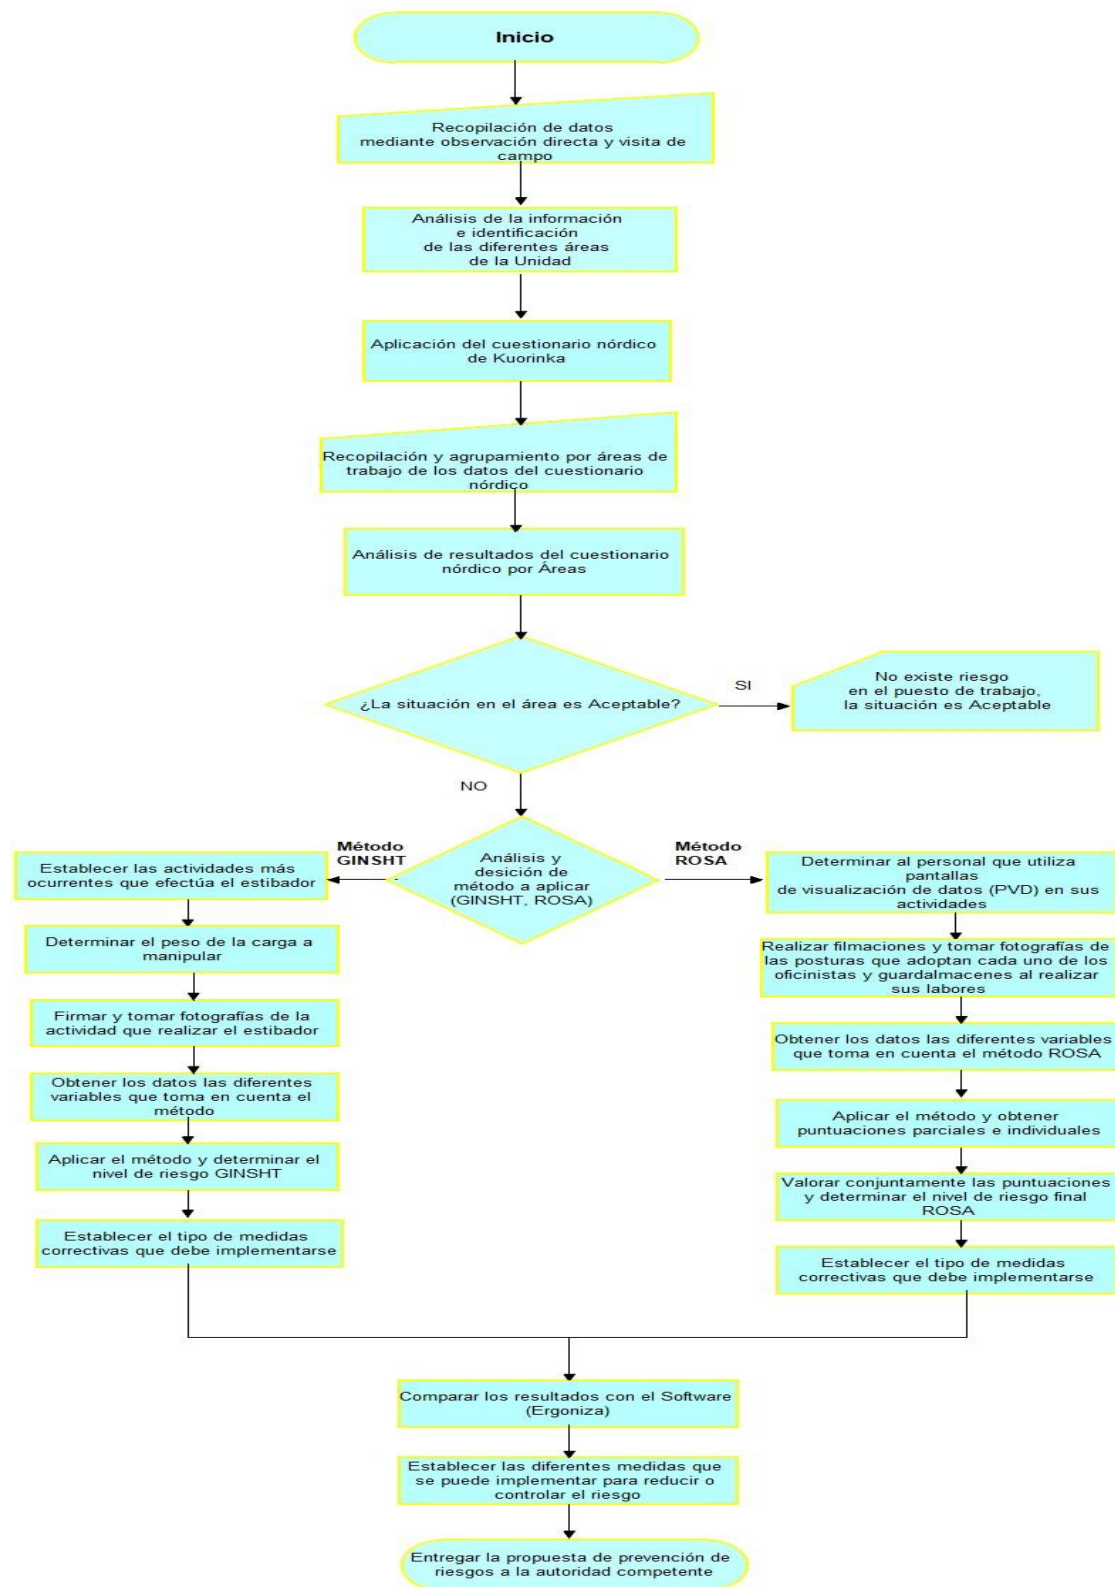 Inicio
Recopilación de datos
mediante observación directa y visita de
campo
Análisis de la información
e identificación
de las diferentes áreas
de la Unidad
Aplicación del cuestionario nórdico
de Kuorinka
Recopilación y agrupamiento por áreas de
trabajo de los datos del cuestionario
nórdico
Análisis de resultados del cuestionario
nórdico por Áreas
¿La situación en el área es Aceptable?
SI
No existe riesgo
en el puesto de trabajo,
la situación es Aceptable
NO
Análisis y
desición de
método a aplicar
(GINSHT, ROSA)
Método
GINSHT
Establecer las actividades más
ocurrentes que efectúa el estibador
Determinar el peso de la carga a
manipular
Firmar y tomar fotografías de la
actividad que realizar el estibador
Obtener los datos las diferentes
variables que toma en cuenta el
método
Aplicar el método y determinar el
nivel de riesgo GINSHT
Establecer el tipo de medidas
correctivas que debe implementarse
Método
ROSA
Determinar al personal que utiliza
pantallas
de visualización de datos (PVD) en sus
actividades
Realizar filmaciones y tomar fotografías de
las posturas que adoptan cada uno de los
oficinistas y guardalmacenes al realizar
sus labores
Obtener los datos las diferentes variables
que toma en cuenta el método ROSA
Aplicar el método y obtener
puntuaciones parciales e individuales
Valorar conjuntamente las puntuaciones
y determinar el nivel de riesgo final
ROSA
Establecer el tipo de medidas
correctivas que debe implementarse
Comparar los resultados con el Software
(Ergoniza)
Establecer las diferentes medidas que
se puede implementar para reducir o
controlar el riesgo
Entregar la propuesta de prevención de
riesgos a la autoridad competente